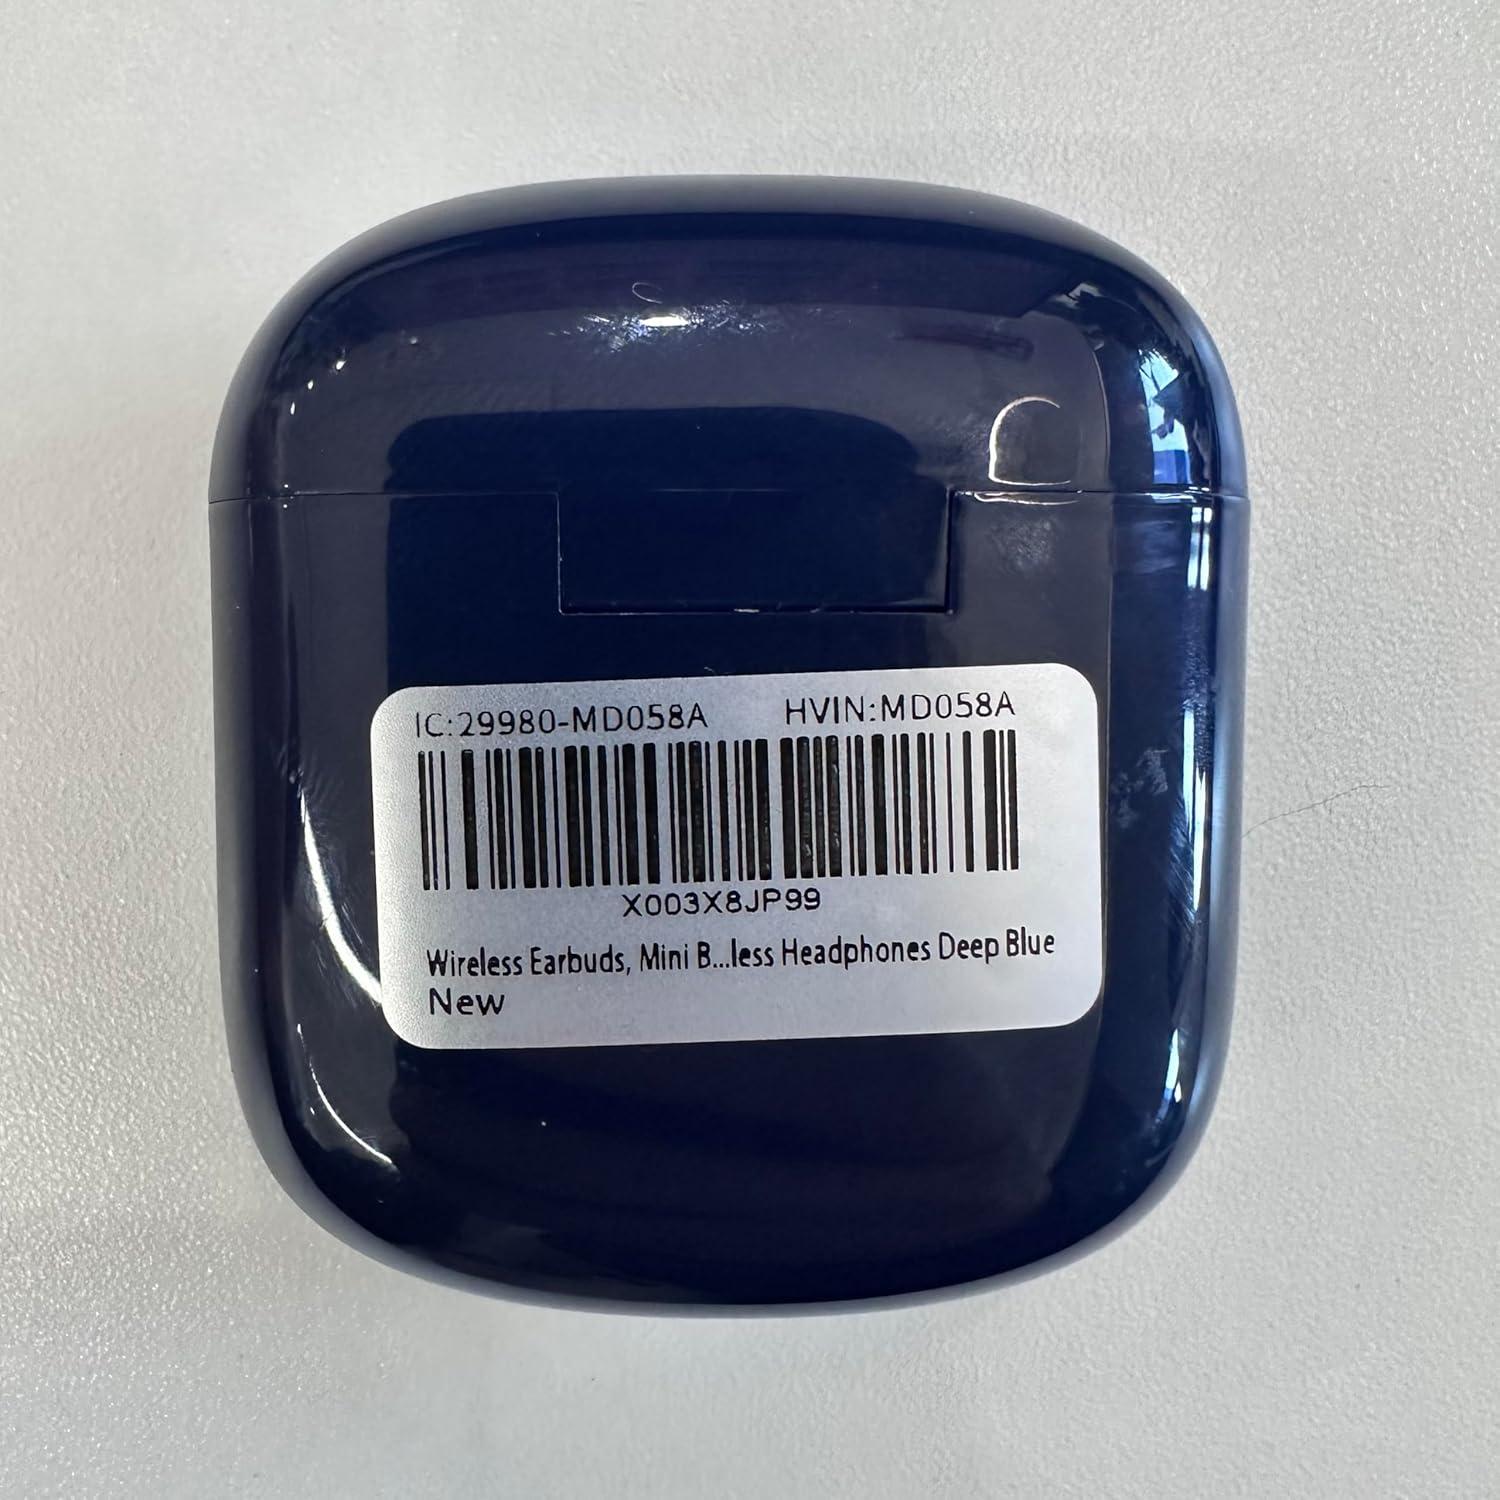 IC:29980-MD058A HVIN:MD058A
X003X8JP99
Wireless Earbuds, Mini B...less Headphones Deep Blue
New